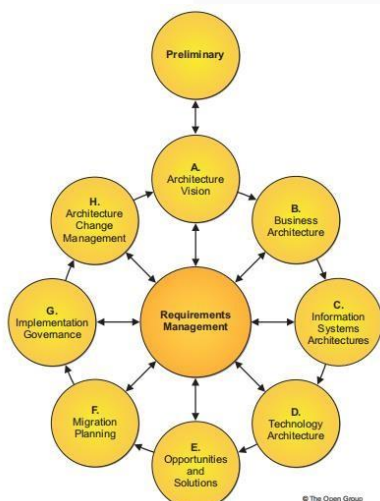 Preliminary
A.
Architecture
Vision
B.
Business
Architecture
C.
Information
Systems
Architectures
D.
Technology
Architecture
E.
Opportunities
and
Solutions
F.
Migration
Planning
G.
Implementation
Governance
H.
Architecture
Change
Management
Requirements
Management
© The Open Group